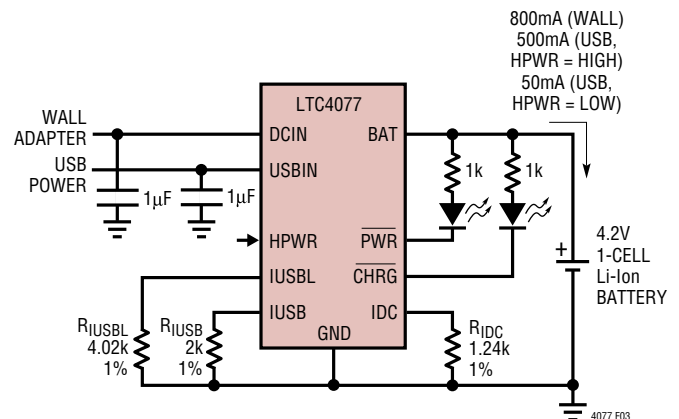 800mA (WALL)
500mA (USB,
HPWR = HIGH)
50mA (USB,
HPWR = LOW)
LTC4077
WALL
ADAPTER
DCIN
BAT
USB
POWER
USBIN
1k
1k
1µF
1µF
HPWR
PWR
4.2V
1-CELL
Li-Ion
BATTERY
+
IUSBL
CHRG
IUSB
IDC
GND
RIUSBL
4.02k
1%
RIUSB
2k
1%
RIDC
1.24k
1%
4077 F03